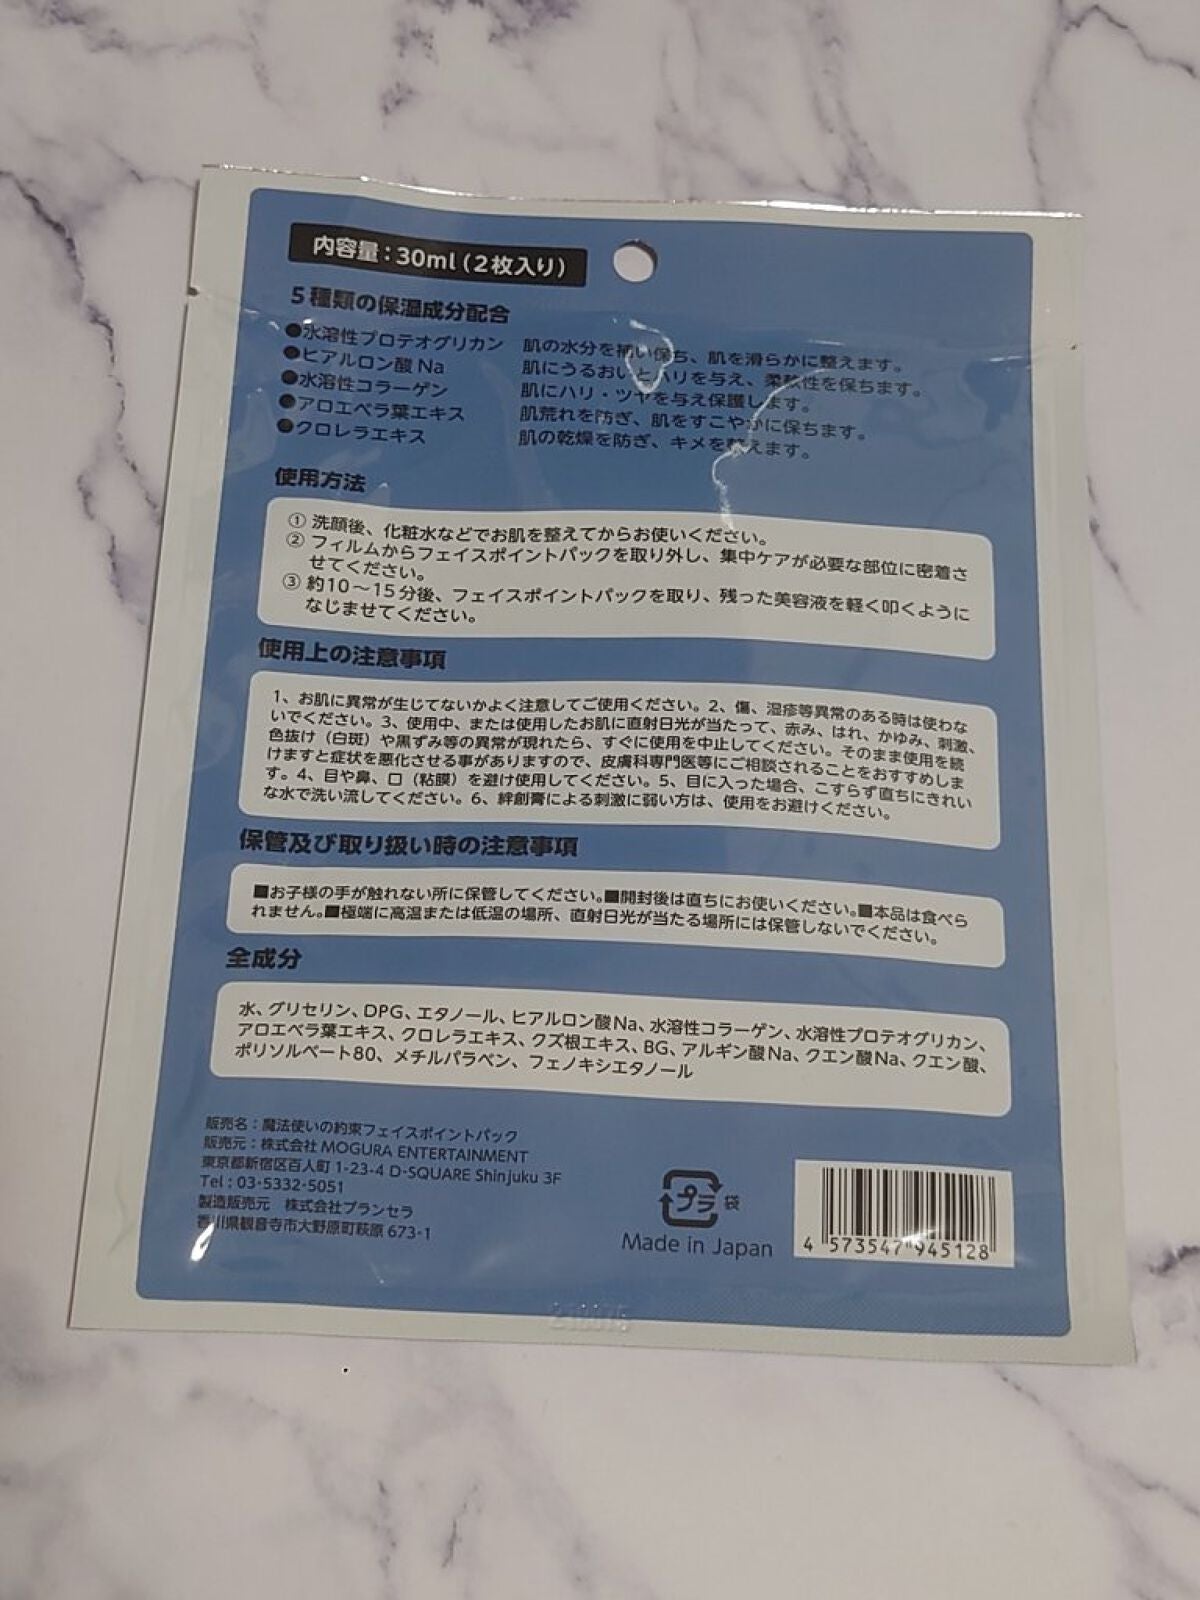 内容量：30ml（2枚入り）
5種類の保湿成分配合
●水溶性プロテオグリカン 肌の水分を補い保ち、肌を滑らかに整えます。
●ヒアルロン酸Na 肌にうるおいとハリを与え、柔軟性を保ちます。
●水溶性コラーゲン 肌にハリ・ツヤを与え保護します。
●アロエベラ葉エキス 肌荒れを防ぎ、肌をすこやかに保ちます。
●クロレラエキス 肌の乾燥を防ぎ、キメを整えます。
使用方法
① 洗顔後、化粧水などでお肌を整えてからお使いください。
② フィルムからフェイスポイントパックを取り外し、集中ケアが必要な部位に密着さ
せてください。
③ 約10～15分後、フェイスポイントパックを取り、残った美容液を軽く叩くように
なじませてください。
使用上の注意事項
1、お肌に異常が生じてないかよく注意してご使用ください。2、傷、湿疹等異常のある時は使わな
いでください。3、使用中、または使用したお肌に直射日光が当たって、赤み、はれ、かゆみ、刺激、
色抜け（白斑）や黒ずみ等の異常が現れたら、すぐに使用を中止してください。そのまま使用を続
けますと症状を悪化させる事がありますので、皮膚科専門医等にご相談されることをおすすめしま
す。4、目や鼻、口（粘膜）を避け使用してください。5、目に入った場合、こすらず直ちにきれい
な水で洗い流してください。6、絆創膏による刺激に弱い方は、使用をお避けください。
保管及び取り扱い時の注意事項
■お子様の手が触れない所に保管してください。■開封後は直ちにお使いください。■本品は食べら
れません。■極端に高温または低温の場所、直射日光が当たる場所には保管しないでください。
全成分
水、グリセリン、DPG、エタノール、ヒアルロン酸Na、水溶性コラーゲン、水溶性プロテオグリカン、
アロエベラ葉エキス、クロレラエキス、クズ根エキス、BG、アルギン酸Na、クエン酸Na、クエン酸、
ポリソルベート80、メチルパラベン、フェノキシエタノール
販売名：魔法使いの約束フェイスポイントパック
販売元：株式会社 MOGURA ENTERTAINMENT
東京都新宿区百人町 1-23-4 D-SQUARE Shinjuku 3F
Tel：03-5332-5051
製造販売元　株式会社プランセラ
香川県観音寺市大野原町萩原 673-1
プラ 袋
Made in Japan
4 573547 945128